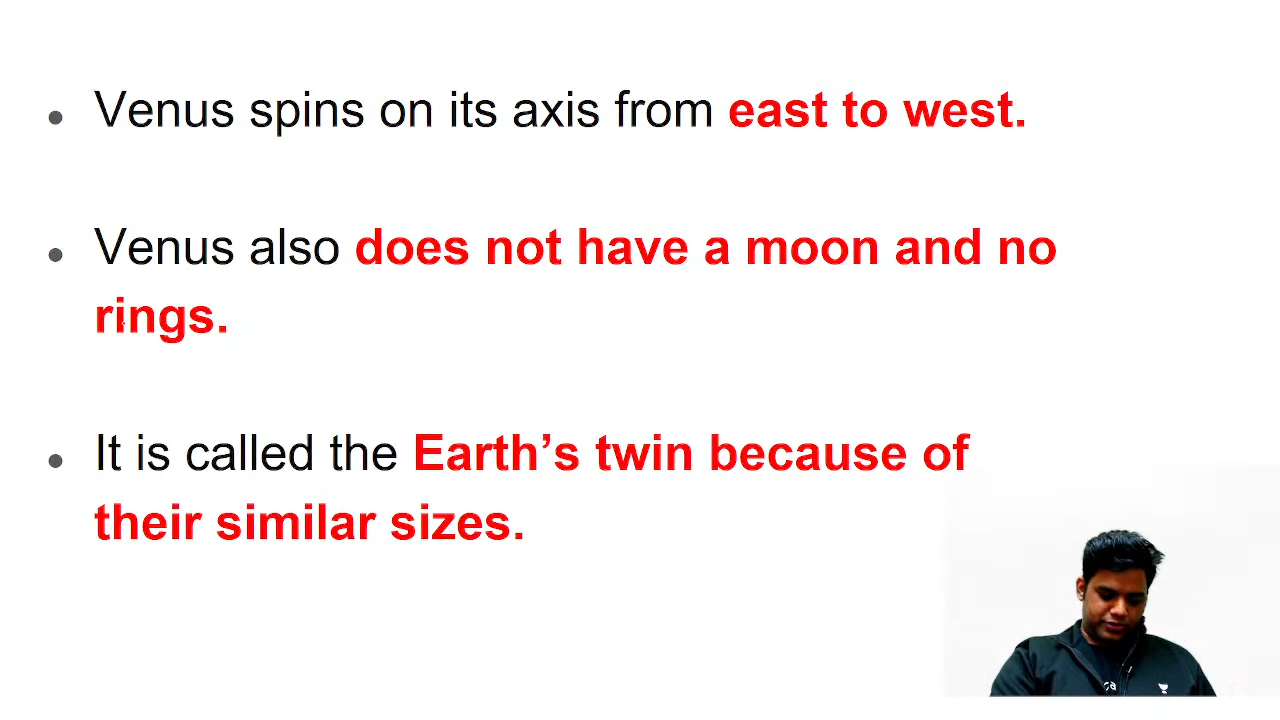 Venus spins on its axis from east to west.
Venus also does not have a moon and no
rings.
It is called the Earth’s twin because of
their similar sizes.